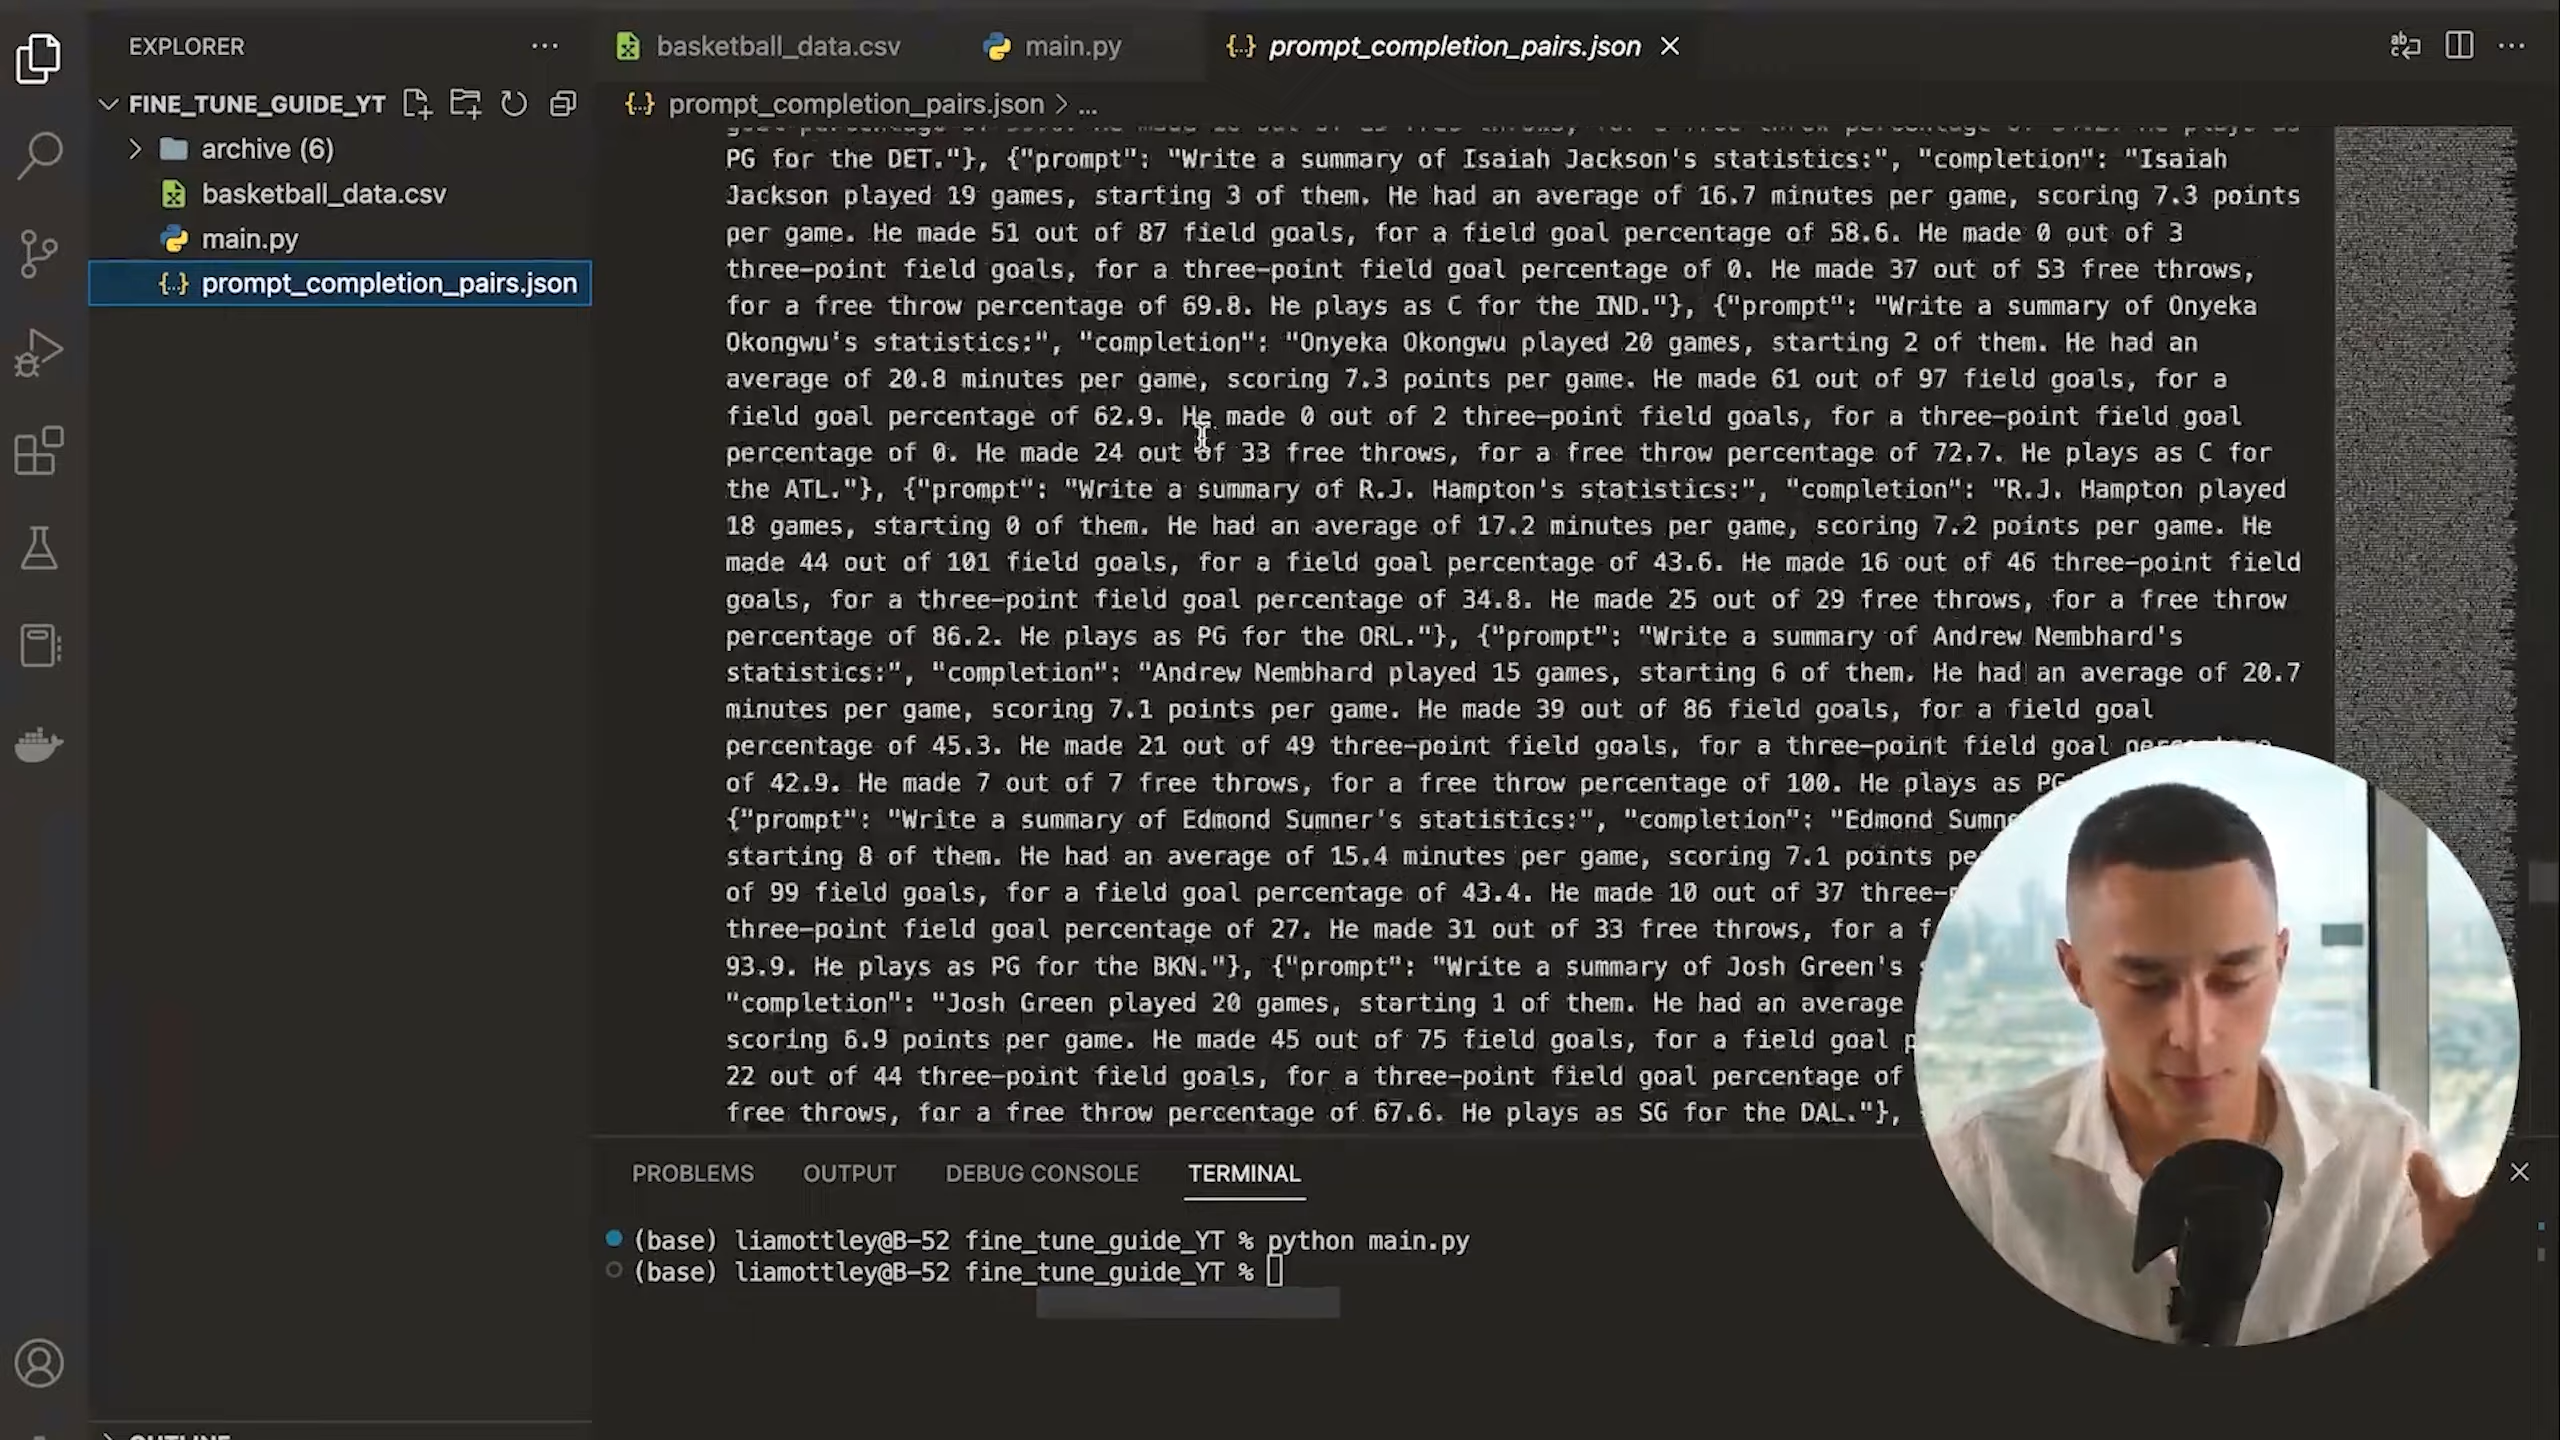 EXPLORER
basketball_data.csv
main.py
prompt_completion_pairs.json
FINE_TUNE_GUIDE_YT
prompt_completion_pairs.json > ...
archive (6)
basketball_data.csv
main.py
prompt_completion_pairs.json
PG for the DET."}, {"prompt": "Write a summary of Isaiah Jackson's statistics:", "completion": "Isaiah
Jackson played 19 games, starting 3 of them. He had an average of 16.7 minutes per game, scoring 7.3 points
per game. He made 51 out of 87 field goals, for a field goal percentage of 58.6. He made 0 out of 3
three-point field goals, for a three-point field goal percentage of 0. He made 37 out of 53 free throws,
for a free throw percentage of 69.8. He plays as C for the IND."}, {"prompt": "Write a summary of Onyeka
Okongwu's statistics:", "completion": "Onyeka Okongwu played 20 games, starting 2 of them. He had an
average of 20.8 minutes per game, scoring 7.3 points per game. He made 61 out of 97 field goals, for a
field goal percentage of 62.9. He made 0 out of 2 three-point field goals, for a three-point field goal
percentage of 0. He made 24 out of 33 free throws, for a free throw percentage of 72.7. He plays as C for
the ATL."}, {"prompt": "Write a summary of R.J. Hampton's statistics:", "completion": "R.J. Hampton played
18 games, starting 0 of them. He had an average of 17.2 minutes per game, scoring 7.2 points per game. He
made 44 out of 101 field goals, for a field goal percentage of 43.6. He made 16 out of 46 three-point field
goals, for a three-point field goal percentage of 34.8. He made 25 out of 29 free throws, for a free throw
percentage of 86.2. He plays as PG for the ORL."}, {"prompt": "Write a summary of Andrew Nembhard's
statistics:", "completion": "Andrew Nembhard played 15 games, starting 6 of them. He had an average of 20.7
minutes per game, scoring 7.1 points per game. He made 39 out of 86 field goals, for a field goal
percentage of 45.3. He made 21 out of 49 three-point field goals, for a three-point field goal
of 42.9. He made 7 out of 7 free throws, for a free throw percentage of 100. He plays as PG
{"prompt": "Write a summary of Edmond Sumner's statistics:", "completion": "Edmond
starting 8 of them. He had an average of 15.4 minutes per game, scoring 7.1 points
of 99 field goals, for a field goal percentage of 43.4. He made 10 out of 37
three-point field goal percentage of 27. He made 31 out of 33 free throws, for a
93.9. He plays as PG for the BKN."}, {"prompt": "Write a summary of Josh Green's
"completion": "Josh Green played 20 games, starting 1 of them. He had an average
scoring 6.9 points per game. He made 45 out of 75 field goals, for a field goal
22 out of 44 three-point field goals, for a three-point field goal percentage of
free throws, for a free throw percentage of 67.6. He plays as SG for the DAL."},
PROBLEMS OUTPUT DEBUG CONSOLE TERMINAL
(base) liamottley@B-52 fine_tune_guide_YT % python main.py
(base) liamottley@B-52 fine_tune_guide_YT %